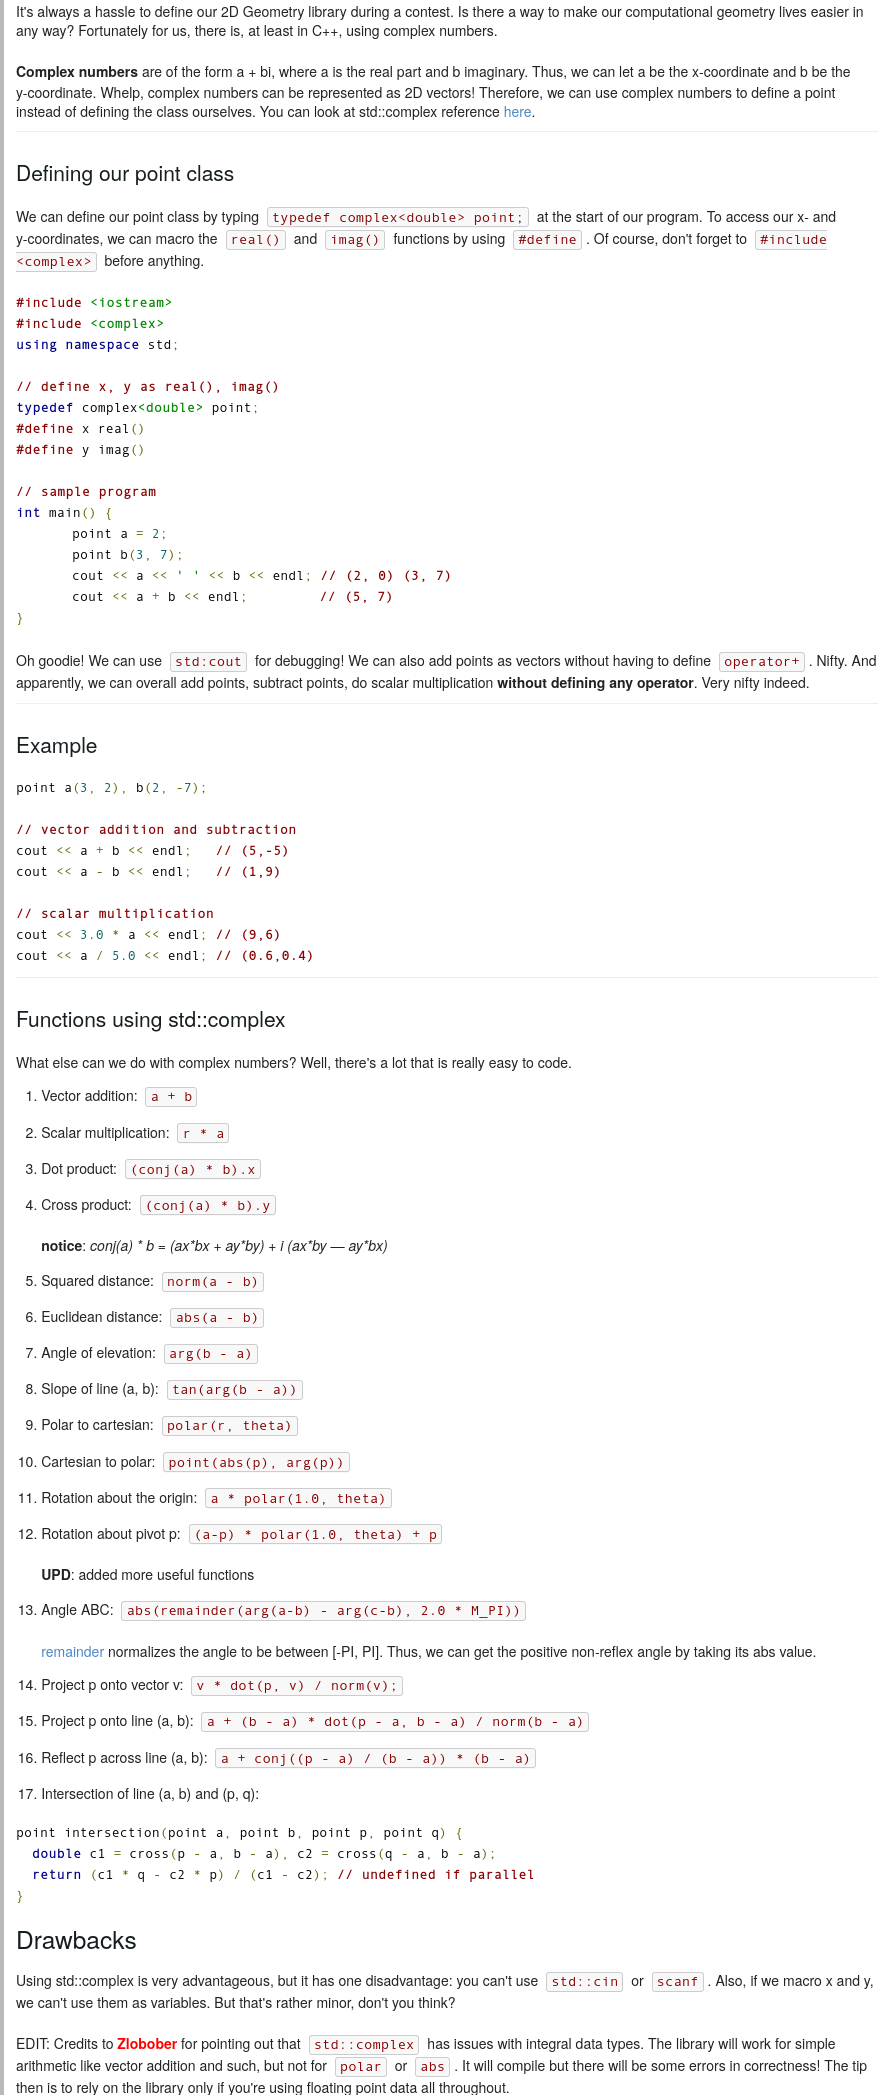 It's always a hassle to define our 2D Geometry library during a contest. Is there a way to make our computational geometry lives easier in
any way? Fortunately for us, there is, at least in C++, using complex numbers.
Complex numbers are of the form a + bi, where a is the real part and b imaginary. Thus, we can let a be the x-coordinate and b be the
y-coordinate. Whelp, complex numbers can be represented as 2D vectors! Therefore, we can use complex numbers to define a point
instead of defining the class ourselves. You can look at std::complex reference here.
Defining our point class
We can define our point class by typing typedef complex<double> point; at the start of our program. To access our x- and
y-coordinates, we can macro the real() and imag() functions by using #define . Of course, don't forget to #include
<complex> before anything.
#include <iostream>
#include <complex>
using namespace std;
// define x, y as real(), imag()
typedef complex<double> point;
#define x real()
#define y imag()
// sample program
int main() {
point a = 2;
point b(3, 7);
cout << a << ' ' << b << endl; // (2, 0) (3, 7)
cout << a + b << endl; // (5, 7)
}
Oh goodie! We can use std:cout for debugging! We can also add points as vectors without having to define operator+ . Nifty. And
apparently, we can overall add points, subtract points, do scalar multiplication without defining any operator. Very nifty indeed.
Example
point a(3, 2), b(2, -7);
// vector addition and subtraction
cout << a + b << endl; // (5,-5)
cout << a - b << endl; // (1,9)
// scalar multiplication
cout << 3.0 * a << endl; // (9,6)
cout << a / 5.0 << endl; // (0.6,0.4)
Functions using std::complex
What else can we do with complex numbers? Well, there's a lot that is really easy to code.
1. Vector addition: a + b
2. Scalar multiplication: r * a
3. Dot product: (conj(a) * b).x
4. Cross product: (conj(a) * b).y
notice: conj(a) * b = (ax*bx + ay*by) + i (ax*by — ay*bx)
5. Squared distance: norm(a - b)
6. Euclidean distance: abs(a - b)
7. Angle of elevation: arg(b - a)
8. Slope of line (a, b): tan(arg(b - a))
9. Polar to cartesian: polar(r, theta)
10. Cartesian to polar: point(abs(p), arg(p))
11. Rotation about the origin: a * polar(1.0, theta)
12. Rotation about pivot p: (a-p) * polar(1.0, theta) + p
UPD: added more useful functions
13. Angle ABC: abs(remainder(arg(a-b) - arg(c-b), 2.0 * M_PI))
remainder normalizes the angle to be between [-PI, PI]. Thus, we can get the positive non-reflex angle by taking its abs value.
14. Project p onto vector v: v * dot(p, v) / norm(v);
15. Project p onto line (a, b): a + (b - a) * dot(p - a, b - a) / norm(b - a)
16. Reflect p across line (a, b): a + conj((p - a) / (b - a)) * (b - a)
17. Intersection of line (a, b) and (p, q):
point intersection(point a, point b, point p, point q) {
double c1 = cross(p - a, b - a), c2 = cross(q - a, b - a);
return (c1 * q - c2 * p) / (c1 - c2); // undefined if parallel
}
Drawbacks
Using std::complex is very advantageous, but it has one disadvantage: you can't use std::cin or scanf . Also, if we macro x and y,
we can't use them as variables. But that's rather minor, don't you think?
EDIT: Credits to Zlobober for pointing out that std::complex has issues with integral data types. The library will work for simple
arithmetic like vector addition and such, but not for polar or abs . It will compile but there will be some errors in correctness! The tip
then is to rely on the library only if you're using floating point data all throughout.